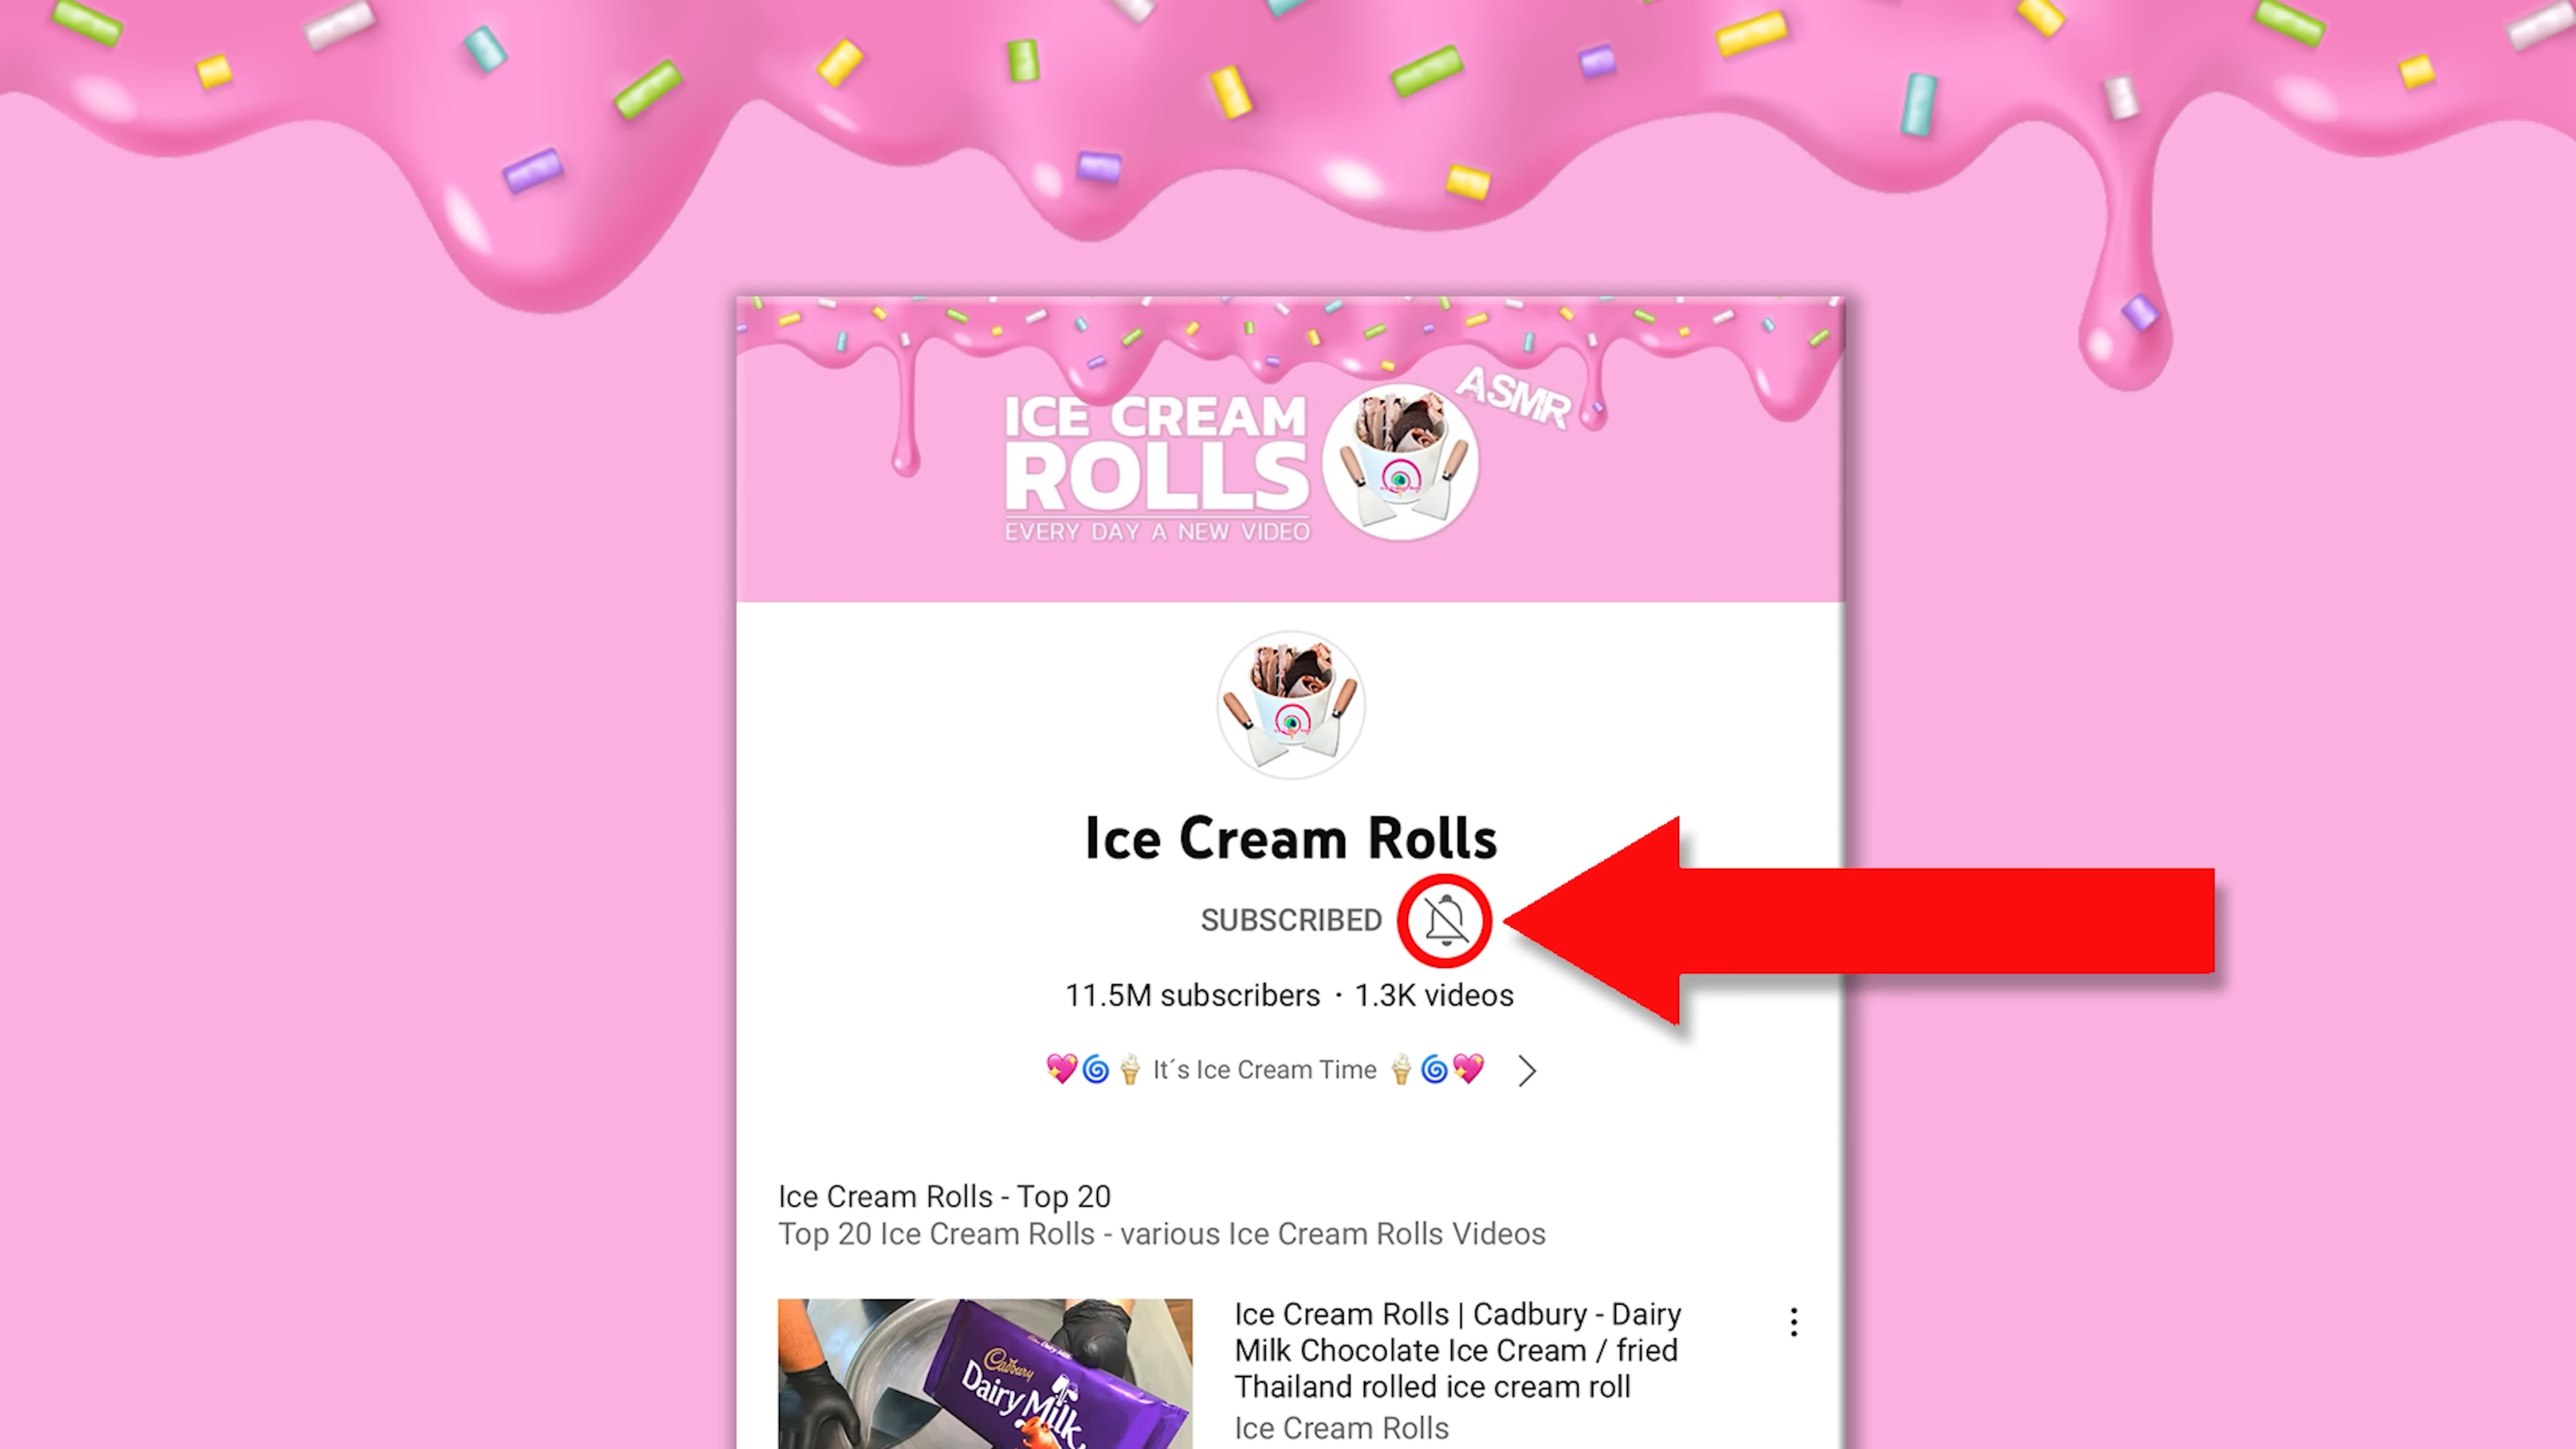 ICE CREAM
ROLLS
EVERY DAY A NEW VIDEO
ASMR
Ice Cream Rolls
SUBSCRIBED
11.5M subscribers · 1.3K videos
💖🌀🍦 It´s Ice Cream Time 🍦🌀💖
Ice Cream Rolls - Top 20
Top 20 Ice Cream Rolls - various Ice Cream Rolls Videos
Cadbury
Dairy Milk
Ice Cream Rolls | Cadbury - Dairy
Milk Chocolate Ice Cream / fried
Thailand rolled ice cream roll
Ice Cream Rolls